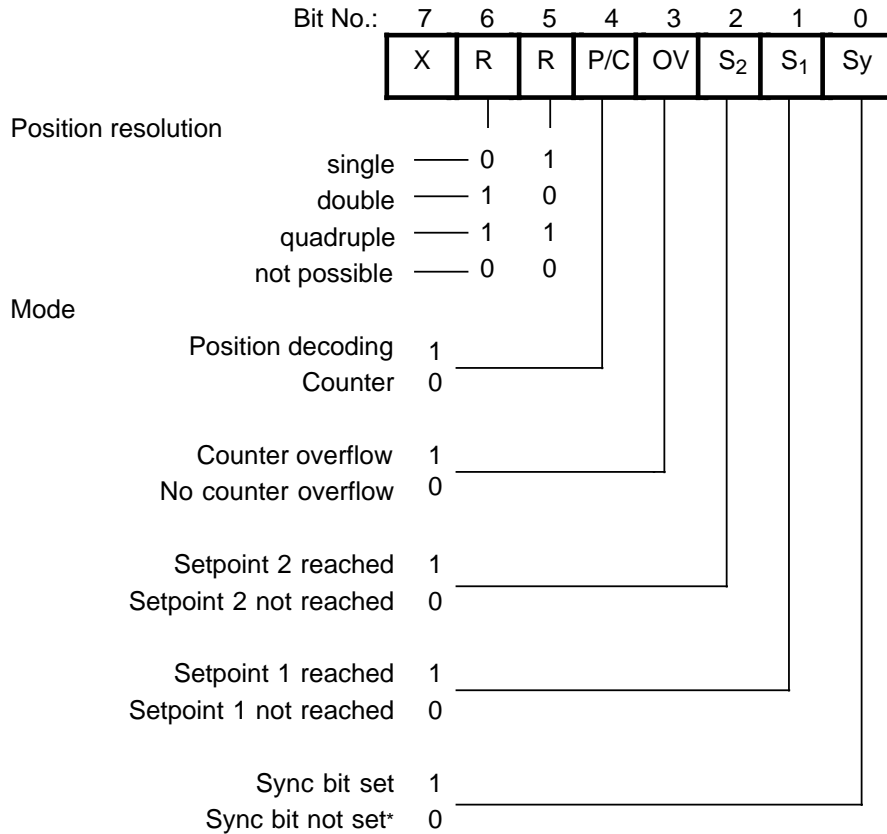 Bit No.: 7 6 5 4 3 2 1 0
X R R P/C OV S2 S1 Sy
Position resolution
single 0 1
double 1 0
quadruple 1 1
not possible 0 0
Mode
Position decoding 1
Counter 0
Counter overflow 1
No counter overflow 0
Setpoint 2 reached 1
Setpoint 2 not reached 0
Setpoint 1 reached 1
Setpoint 1 not reached 0
Sync bit set 1
Sync bit not set* 0